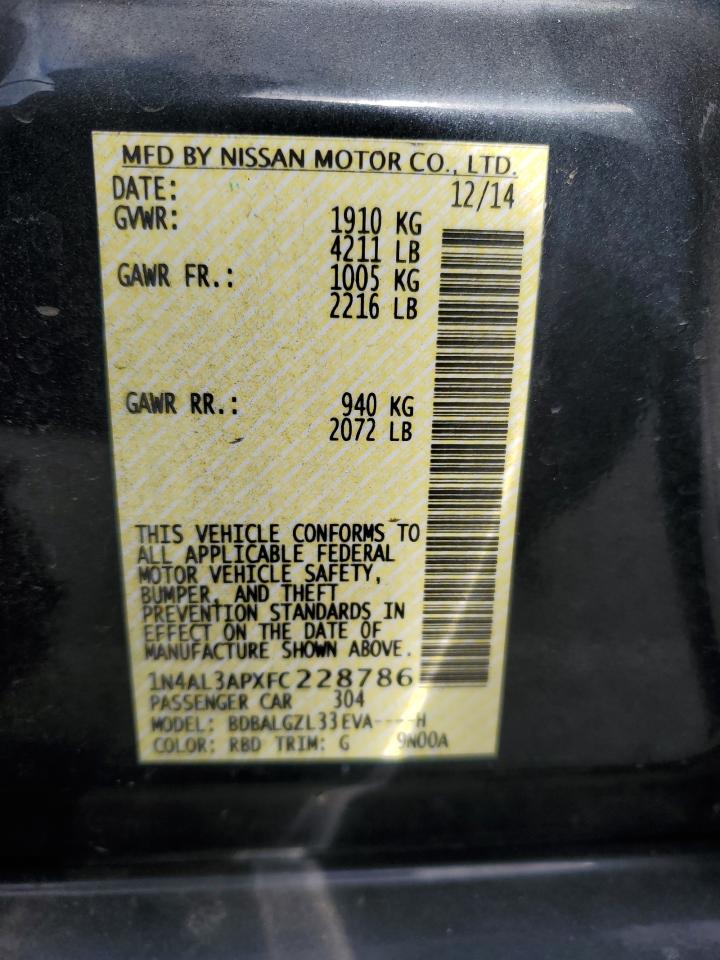 MFD BY NISSAN MOTOR CO., LTD.
DATE: 12/14
GVWR: 1910 KG
4211 LB
GAWR FR.: 1005 KG
2216 LB
GAWR RR.: 940 KG
2072 LB
THIS VEHICLE CONFORMS TO
ALL APPLICABLE FEDERAL
MOTOR VEHICLE SAFETY,
BUMPER, AND THEFT
PREVENTION STANDARDS IN
EFFECT ON THE DATE OF
MANUFACTURE SHOWN ABOVE.
1N4AL3APXFC228786
PASSENGER CAR 304
MODEL: BDBALGZL33EVA----H
COLOR: RBD TRIM: G 9N00A